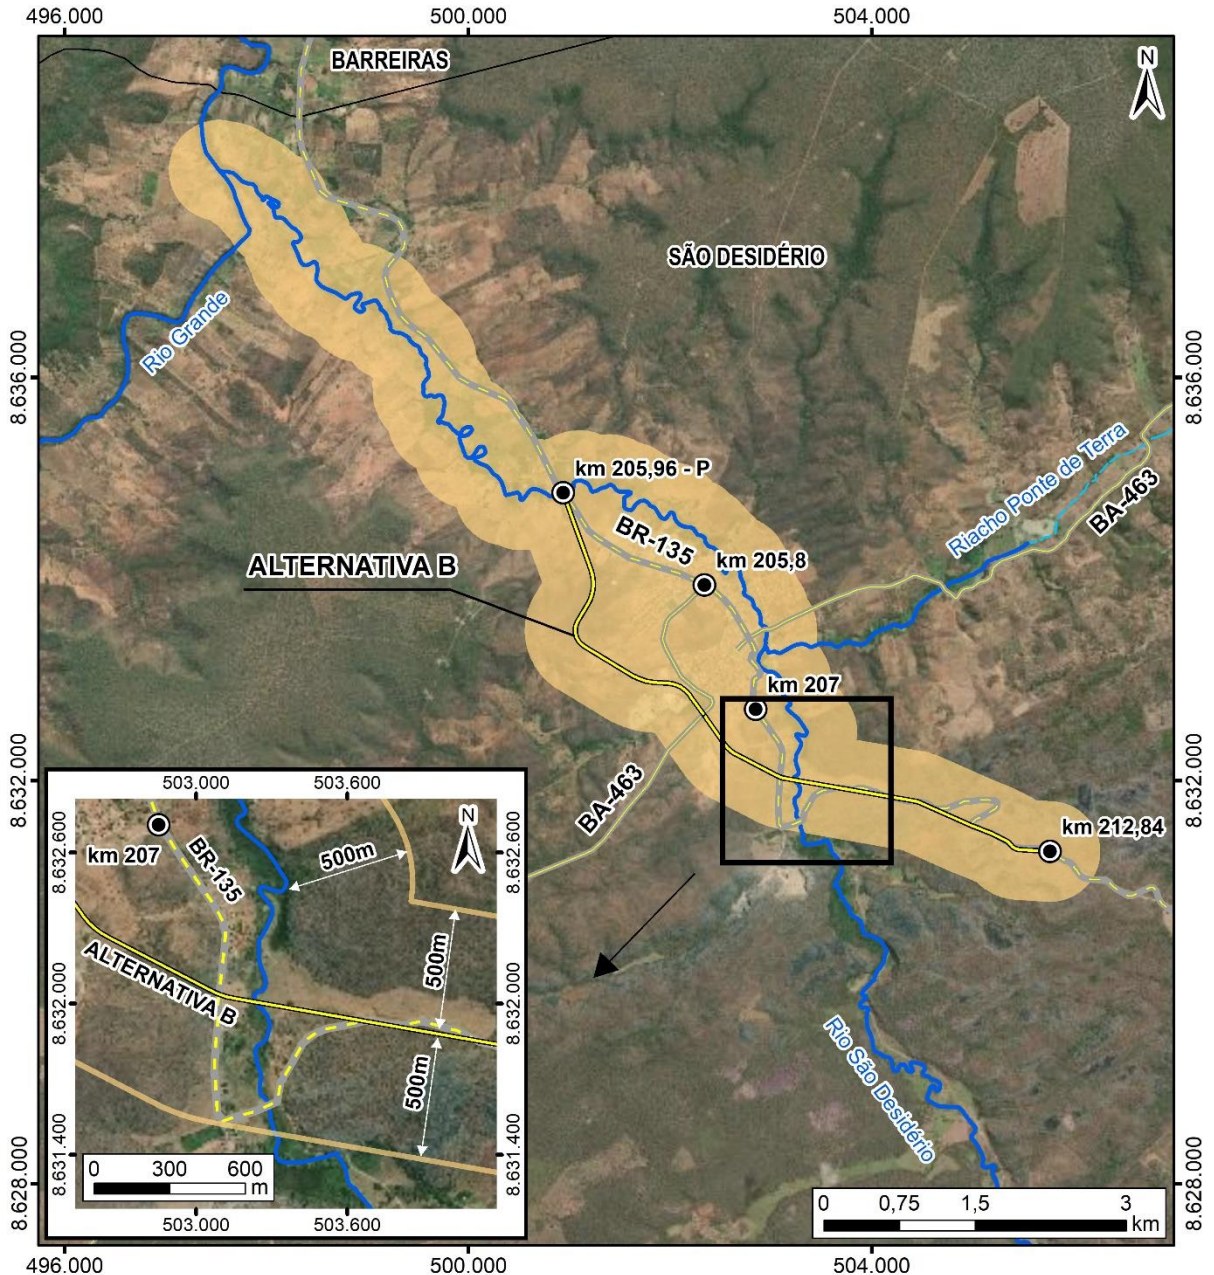 496.000
500.000
504.000
BARREIRAS
N
SÃO DESIDÉRIO
Rio Grande
8.636.000
8.636.000
km 205,96 - P
Riacho Ponte de Terra
BA-463
BR-135
km 205,8
ALTERNATIVA B
km 207
8.632.000
8.632.000
BA-463
km 212,84
503.000
503.600
N
8.632.600
8.632.600
km 207
BR-135
500m
500m
ALTERNATIVA B
8.632.000
8.632.000
500m
8.631.400
8.631.400
0 300 600
m
503.000
503.600
Rio São Desidério
8.628.000
8.628.000
0 0,75 1,5 3
km
496.000
500.000
504.000